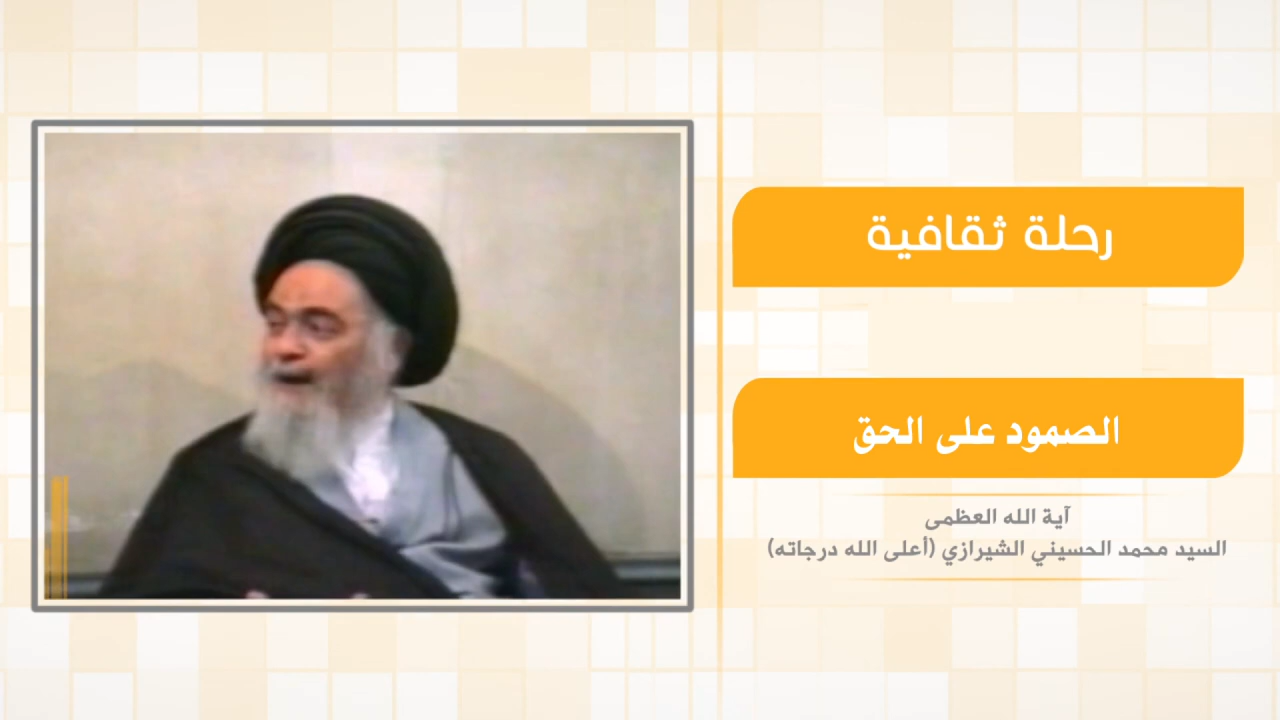 رحلة ثقافية
الصمود على الحق
آية الله العظمى
السيد محمد الحسيني الشيرازي (أعلى الله درجاته)